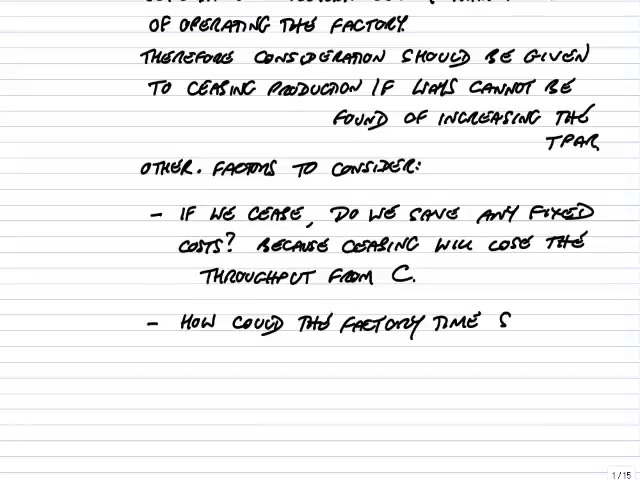 OF OPERATING THE FACTORY.
THEREFORE CONSIDERATION SHOULD BE GIVEN
TO CEASING PRODUCTION IF WAYS CANNOT BE
FOUND OF INCREASING THE
TPAR
OTHER. FACTORS TO CONSIDER:
- IF WE CEASE, DO WE SAVE ANY FIXED
COSTS? BECAUSE CEASING WILL LOSE THE
THROUGHPUT FROM C.
- HOW COULD THE FACTORY TIME S
1 / 15